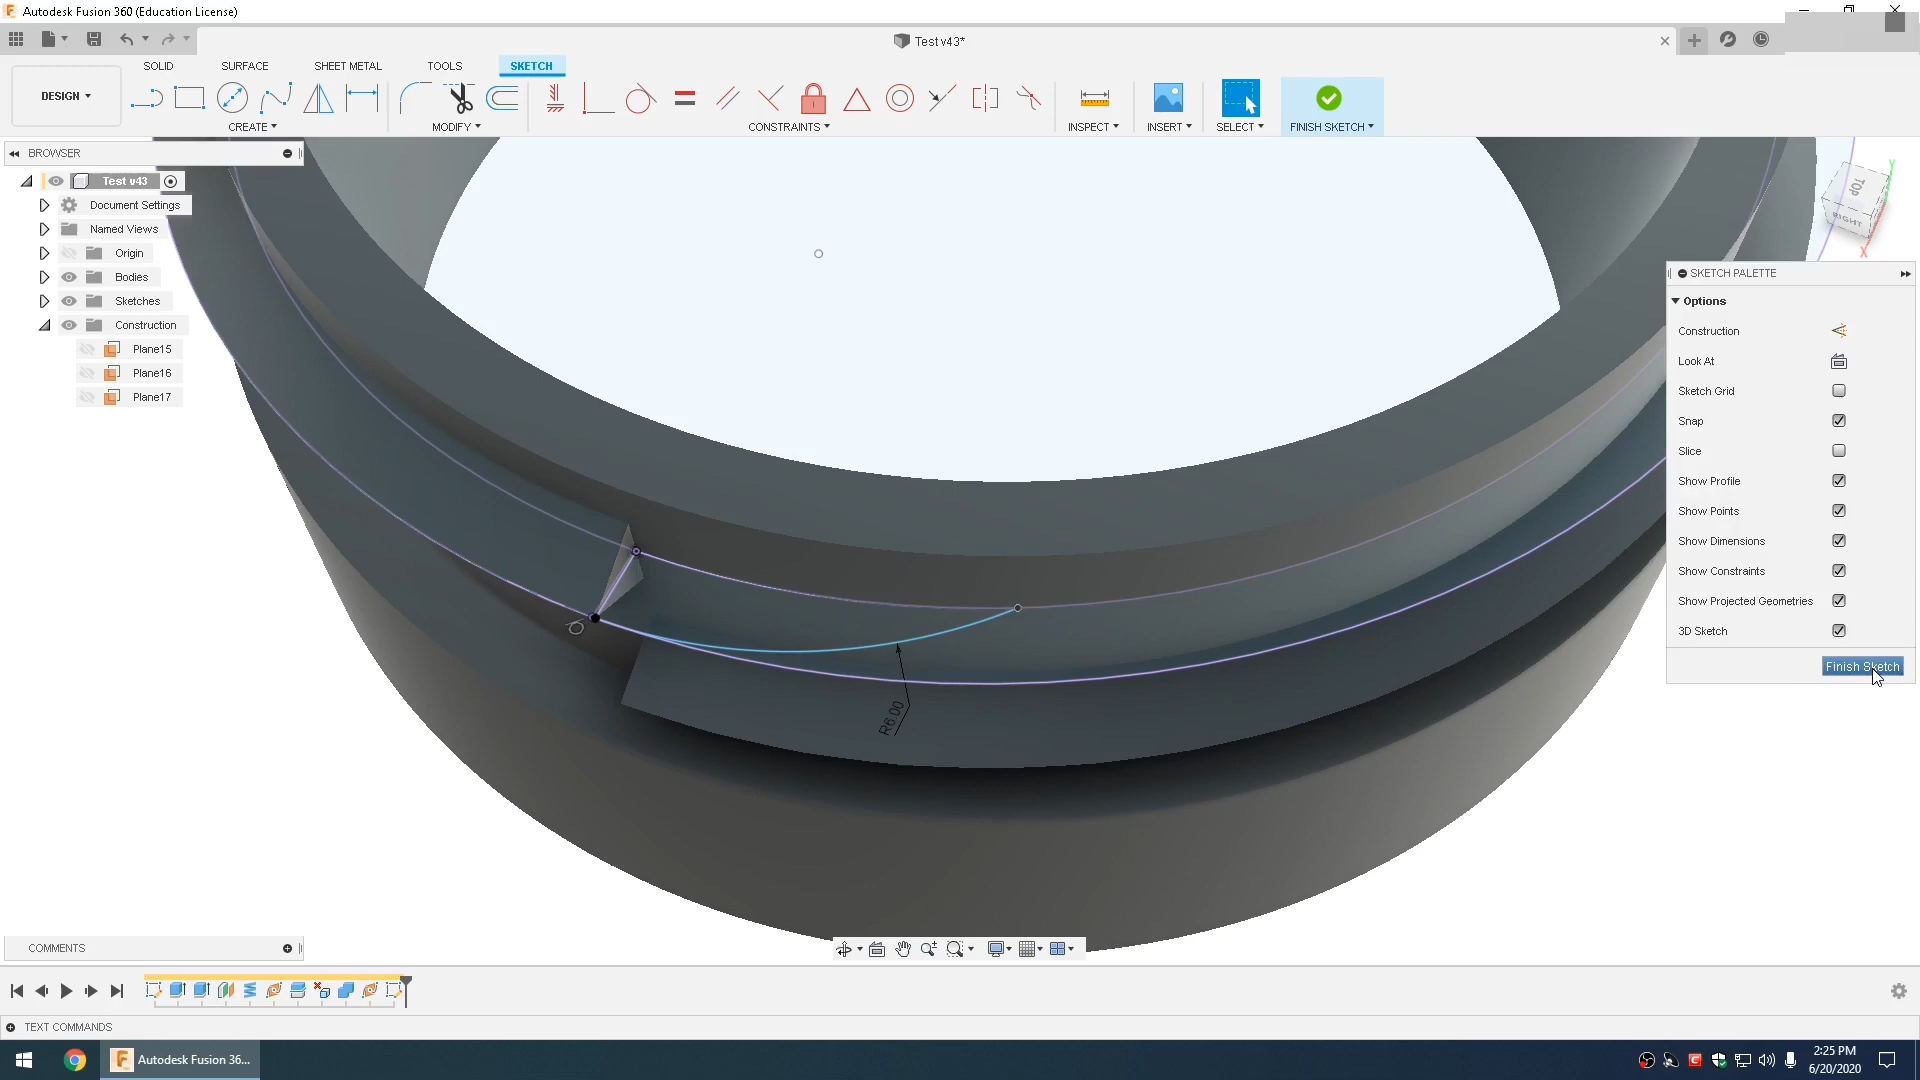 Autodesk Fusion 360 (Education License)
Test v43*
SOLID
SURFACE
SHEET METAL
TOOLS
SKETCH
DESIGN
CREATE
MODIFY
CONSTRAINTS
INSPECT
INSERT
SELECT
FINISH SKETCH
BROWSER
Test v43
Document Settings
Named Views
Origin
Bodies
Sketches
Construction
Plane15
Plane16
Plane17
TOP
RIGHT
Y
X
SKETCH PALETTE
Options
Construction
Look At
Sketch Grid
Snap
Slice
Show Profile
Show Points
Show Dimensions
Show Constraints
Show Projected Geometries
3D Sketch
Finish Sketch
R6.00
COMMENTS
TEXT COMMANDS
Autodesk Fusion 36...
2:25 PM
6/20/2020